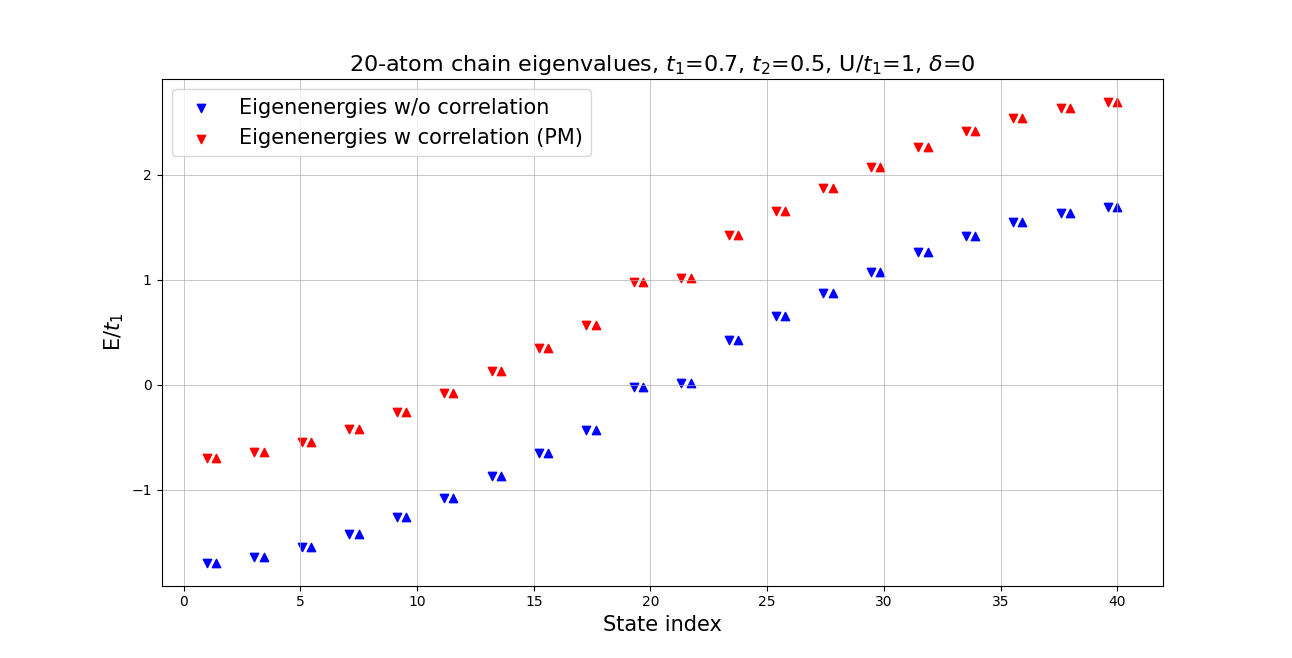 20-atom chain eigenvalues, t₁=0.7, t₂=0.5, U/t₁=1, δ=0
Eigenenergies w/o correlation
Eigenenergies w correlation (PM)
2
1
0
−1
E/t₁
0 5 10 15 20 25 30 35 40
State index